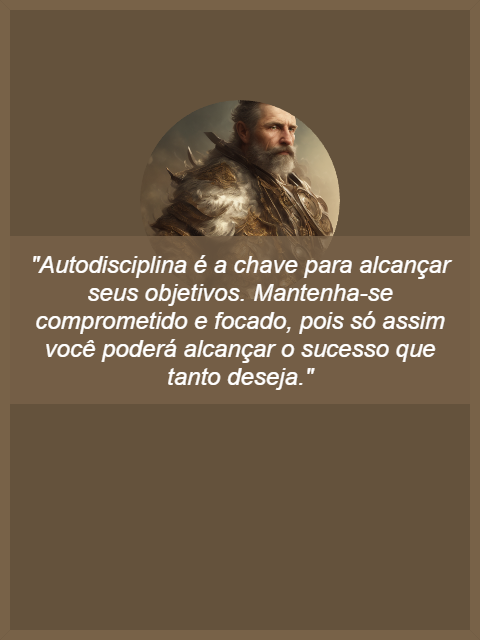 "Autodisciplina é a chave para alcançar
seus objetivos. Mantenha-se
comprometido e focado, pois só assim
você poderá alcançar o sucesso que
tanto deseja."